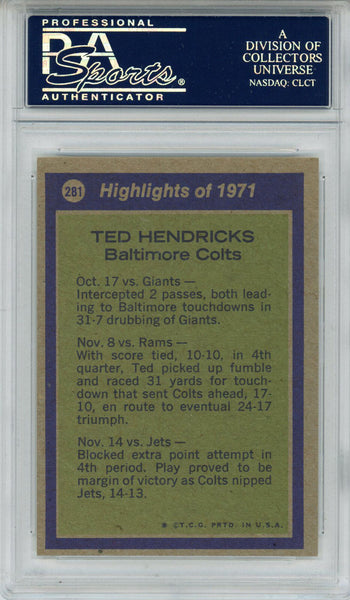 PROFESSIONAL
PSA
Sports®
AUTHENTICATOR
A
DIVISION OF
COLLECTORS
UNIVERSE
NASDAQ: CLCT
281 Highlights of 1971
TED HENDRICKS
Baltimore Colts
Oct. 17 vs. Giants —
Intercepted 2 passes, both lead-
ing to Baltimore touchdowns in
31-7 drubbing of Giants.
Nov. 8 vs. Rams —
With score tied, 10-10, in 4th
quarter, Ted picked up fumble
and raced 31 yards for touch-
down that sent Colts ahead, 17-
10, en route to eventual 24-17
triumph.
Nov. 14 vs. Jets —
Blocked extra point attempt in
4th period. Play proved to be
margin of victory as Colts nipped
Jets, 14-13.
©T.C.G. PRTD. IN U.S.A.